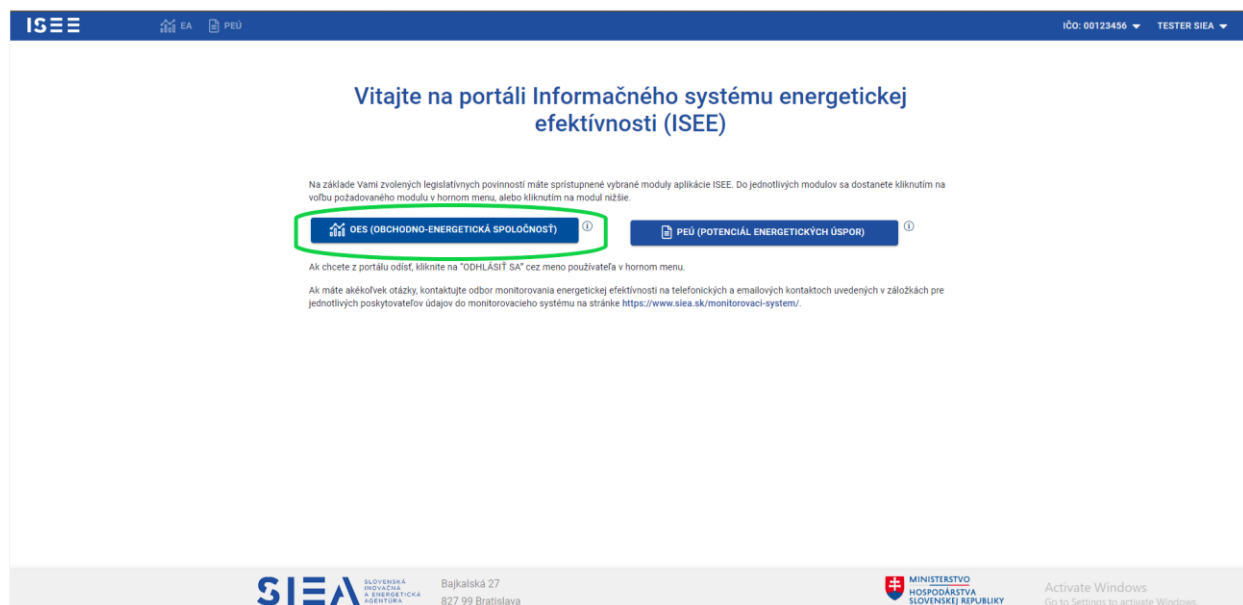 ISEE
EA PEÚ
IČO: 00123456 TESTER SIEA
Vitajte na portáli Informačného systému energetickej
efektívnosti (ISEE)
Na základe Vami zvolených legislatívnych povinností máte sprístupnené vybrané moduly aplikácie ISEE. Do jednotlivých modulov sa dostanete kliknutím na
voľbu požadovaného modulu v hornom menu, alebo kliknutím na modul nižšie.
OES (OBCHODNO-ENERGETICKÁ SPOLOČNOSŤ)
PEÚ (POTENCIÁL ENERGETICKÝCH ÚSPOR)
Ak chcete z portálu odísť, kliknite na "ODHLÁSIŤ SA" cez meno používateľa v hornom menu.
Ak máte akékoľvek otázky, kontaktujte odbor monitorovania energetickej efektívnosti na telefonických a emailových kontaktoch uvedených v záložkách pre
jednotlivých poskytovateľov údajov do monitorovacieho systému na stránke https://www.siea.sk/monitorovaci-system/.
SIEA
SLOVENSKÁ
INOVAČNÁ
A ENERGETICKÁ
AGENTÚRA
Bajkalská 27
827 99 Bratislava
MINISTERSTVO
HOSPODÁRSTVA
SLOVENSKEJ REPUBLIKY
Activate Windows
Go to Settings to activate Windows.